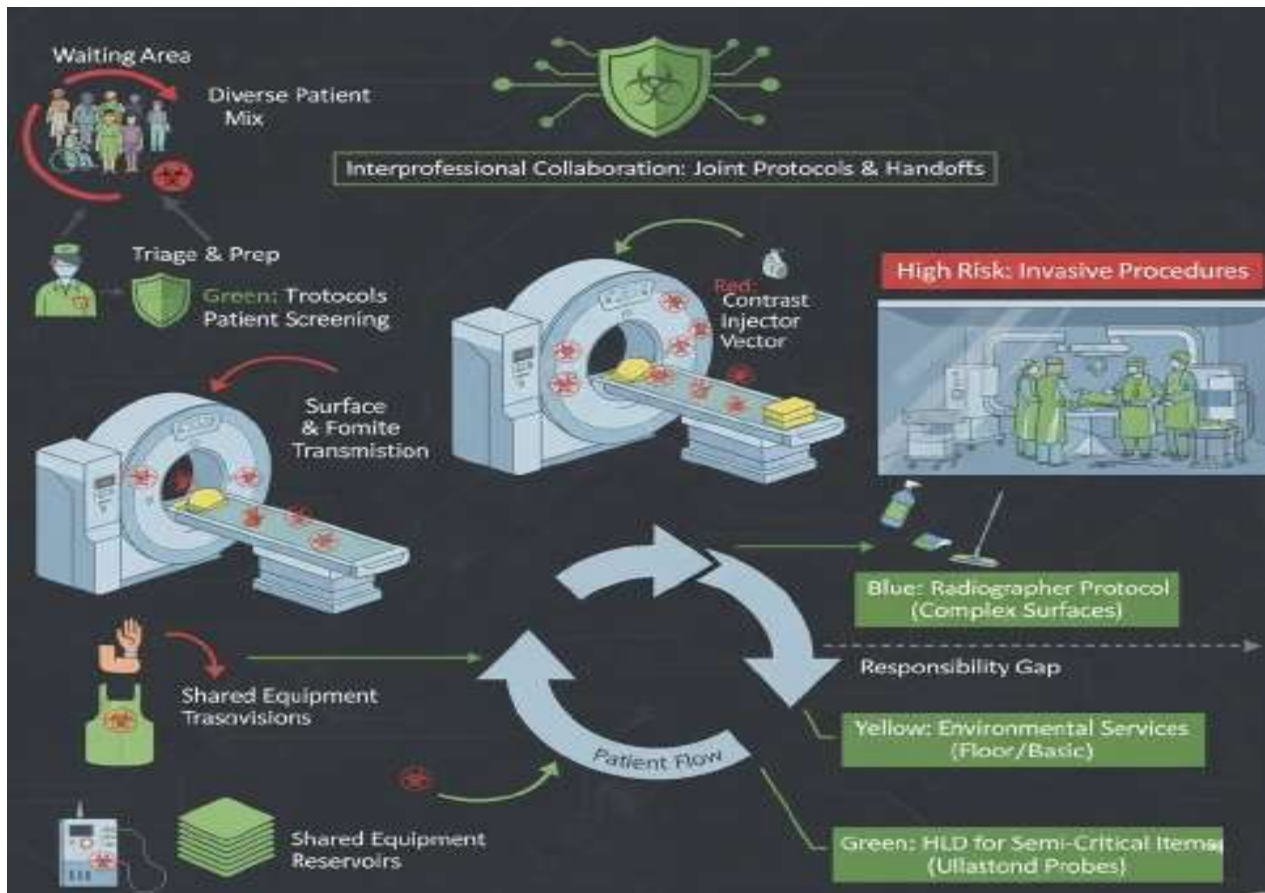 Waiting Area
Diverse Patient
Mix
Interprofessional Collaboration: Joint Protocols & Handoffs
Triage & Prep
Green: Trotocols
Patient Screening
Red:
Contrast
Injector
Vector
High Risk: Invasive Procedures
Surface
& Fomite
Transmistion
Blue: Radiographer Protocol
(Complex Surfaces)
Responsibility Gap
Shared Equipment
Trasovisions
Yellow: Environmental Services
(Floor/Basic)
Patient Flow
Shared Equipment
Reservoirs
Green: HLD for Semi-Critical Items
(Ullastond Probes)